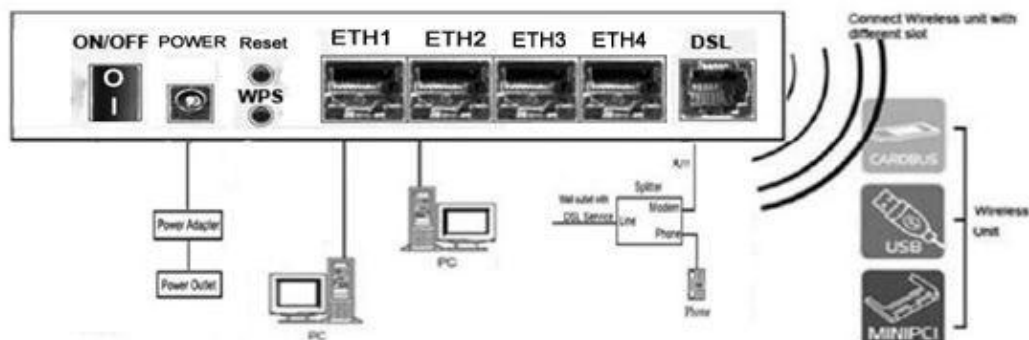 Connect Wireless unit with
different slot
ON/OFF POWER Reset ETH1 ETH2 ETH3 ETH4 DSL
WPS
CARDBUS
Splitter
Wall outlet with
DSL Service
Line
Modem
Phone
Power Adapter
Power Outlet
PC
PC
Phone
USB
Wireless
Unit
MINIPCI